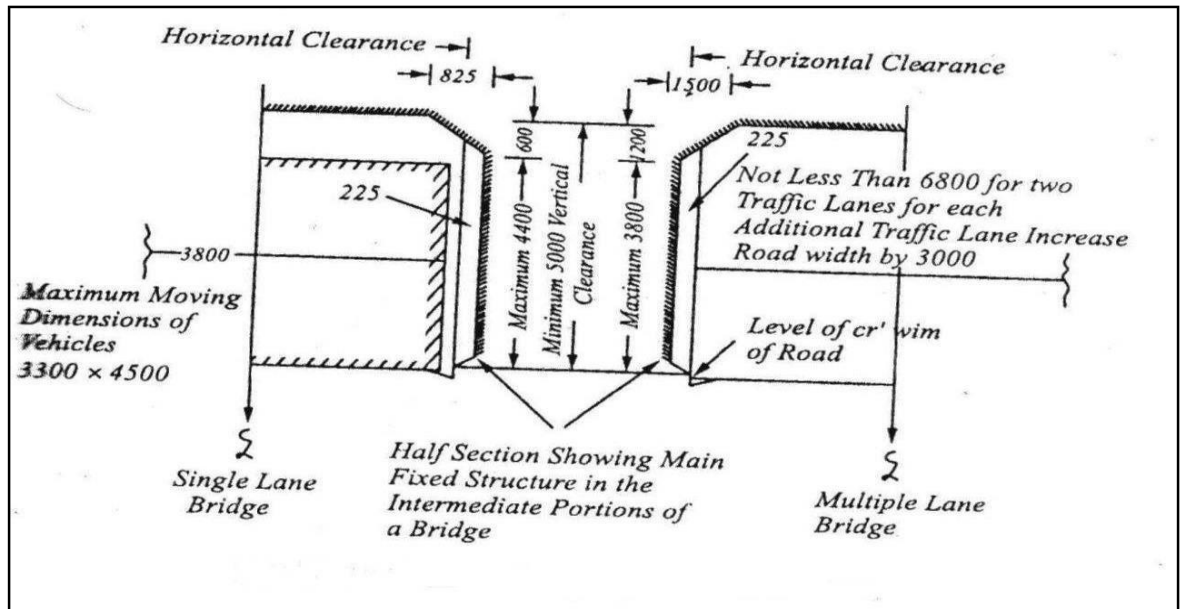 Horizontal Clearance
825
Horizontal Clearance
1500
600
1200
225
225
Maximum 4400
Minimum 5000 Vertical
Clearance
Maximum 3800
Not Less Than 6800 for two
Traffic Lanes for each
Additional Traffic Lane Increase
Road width by 3000
3800
Maximum Moving
Dimensions of
Vehicles
3300 × 4500
Level of cr' wim
of Road
Half Section Showing Main
Fixed Structure in the
Intermediate Portions of
a Bridge
Single Lane
Bridge
Multiple Lane
Bridge